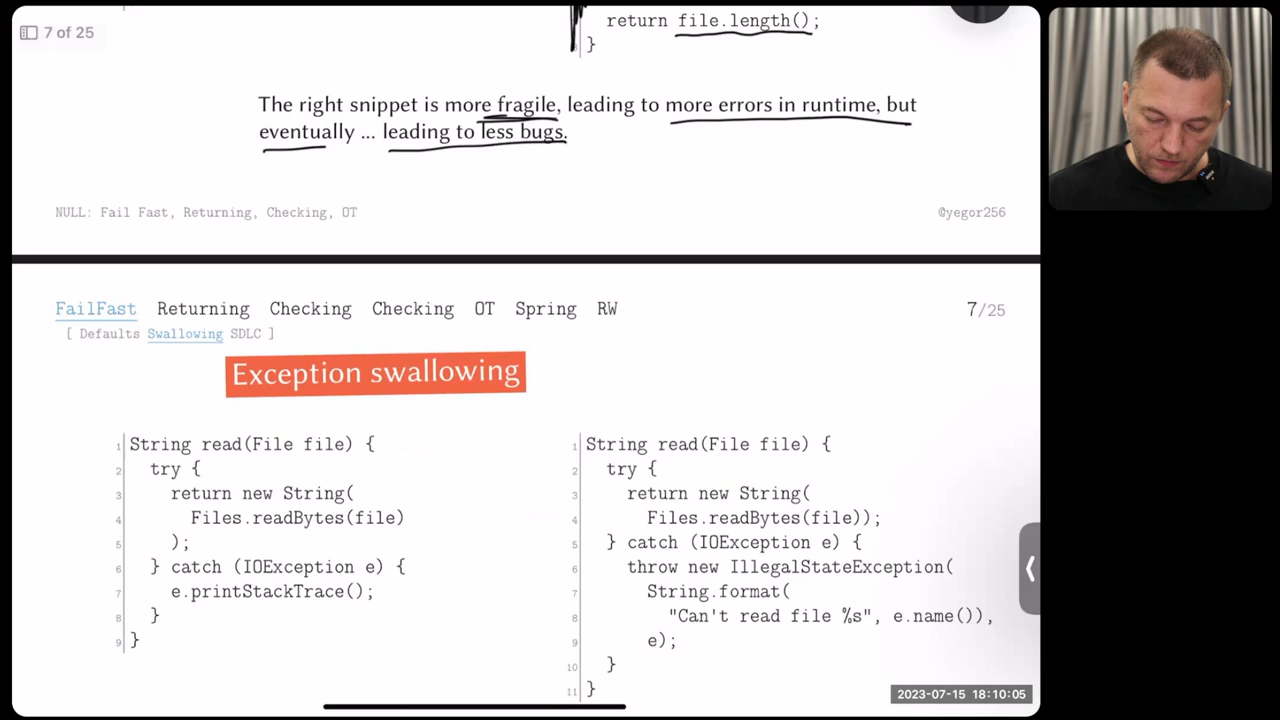 7 of 25
return file.length();
}
The right snippet is more fragile, leading to more errors in runtime, but
eventually ... leading to less bugs.
NULL: Fail Fast, Returning, Checking, OT
@yegor256
FailFast Returning Checking Checking OT Spring RW
7/25
[ Defaults Swallowing SDLC ]
Exception swallowing
1 String read(File file) {
2 try {
3 return new String(
4 Files.readBytes(file)
5 );
6 } catch (IOException e) {
7 e.printStackTrace();
8 }
9 }
1 String read(File file) {
2 try {
3 return new String(
4 Files.readBytes(file));
5 } catch (IOException e) {
6 throw new IllegalStateException(
7 String.format(
8 "Can't read file %s", e.name()),
9 e);
10 }
11 }
2023-07-15 18:10:05